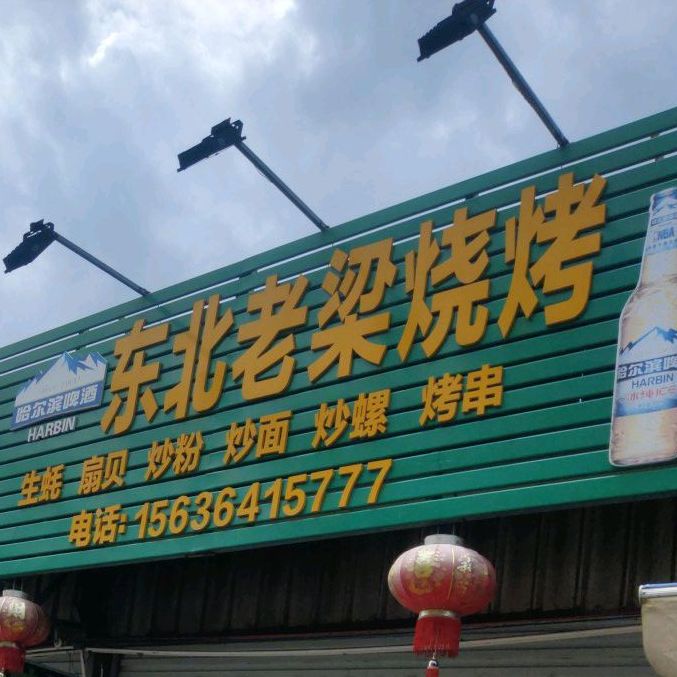 东北老梁烧烤
哈尔滨啤酒
HARBIN
生蚝 扇贝 炒粉 炒面 炒螺 烤串
电话:15636415777
NBA
哈尔滨啤酒
HARBIN